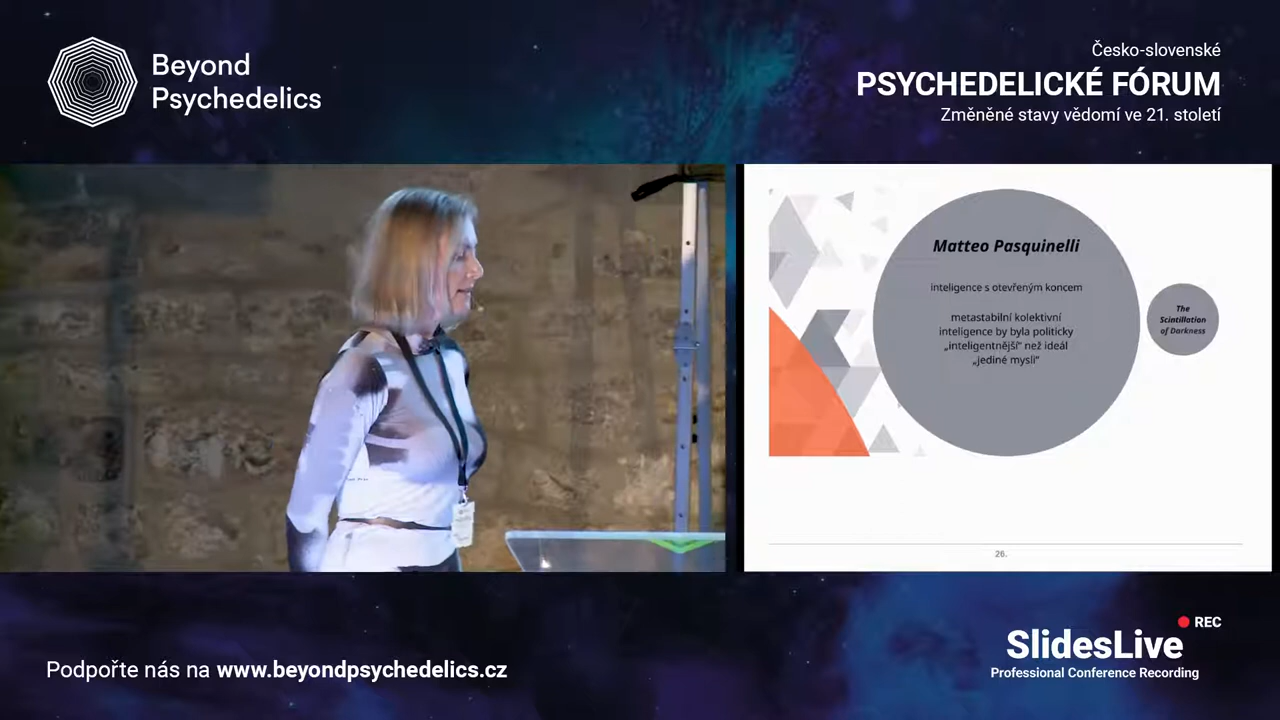 Beyond
Psychedelics
Česko-slovenské
PSYCHEDELICKÉ FÓRUM
Změněné stavy vědomí ve 21. století
Matteo Pasquinelli
inteligence s otevřeným koncem
metastabilní kolektivní
inteligence by byla politicky
„inteligentnější“ než ideál
„jediné mysli“
The
Scintillation
of Darkness
26.
REC
SlidesLive
Professional Conference Recording
Podpořte nás na www.beyondpsychedelics.cz